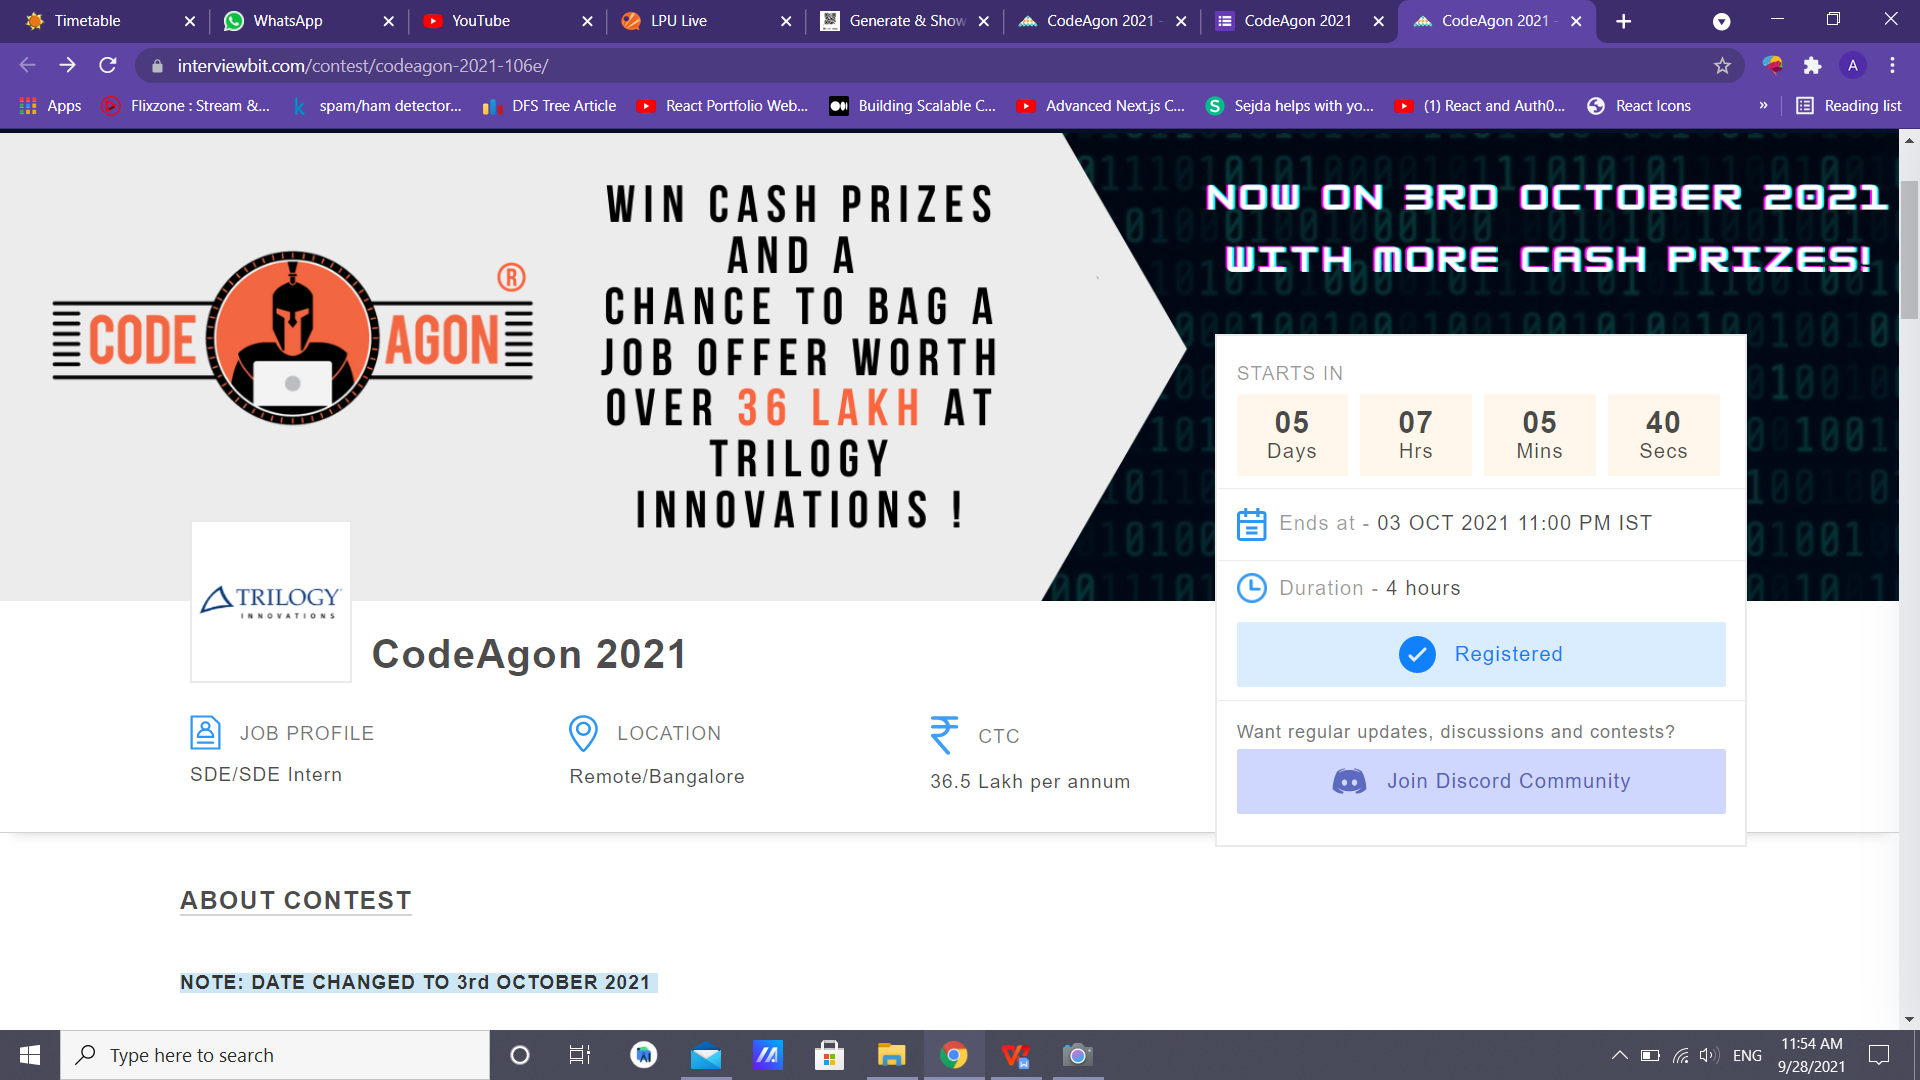 Timetable
WhatsApp
YouTube
LPU Live
Generate & Show
CodeAgon 2021 -
CodeAgon 2021
CodeAgon 2021 -
interviewbit.com/contest/codeagon-2021-106e/
A
Apps
Flixzone : Stream &...
k
spam/ham detector...
DFS Tree Article
React Portfolio Web...
Building Scalable C...
Advanced Next.js C...
S
Sejda helps with yo...
(1) React and Auth0...
React Icons
»
Reading list
CODE AGON ®
WIN CASH PRIZES
AND A
CHANCE TO BAG A
JOB OFFER WORTH
OVER 36 LAKH AT
TRILOGY
INNOVATIONS !
NOW ON 3RD OCTOBER 2021
WITH MORE CASH PRIZES!
STARTS IN
05 07 05 40
Days Hrs Mins Secs
Ends at - 03 OCT 2021 11:00 PM IST
Duration - 4 hours
Registered
Want regular updates, discussions and contests?
Join Discord Community
TRILOGY
INNOVATIONS
CodeAgon 2021
JOB PROFILE
SDE/SDE Intern
LOCATION
Remote/Bangalore
CTC
36.5 Lakh per annum
ABOUT CONTEST
NOTE: DATE CHANGED TO 3rd OCTOBER 2021
Type here to search
ENG
11:54 AM
9/28/2021